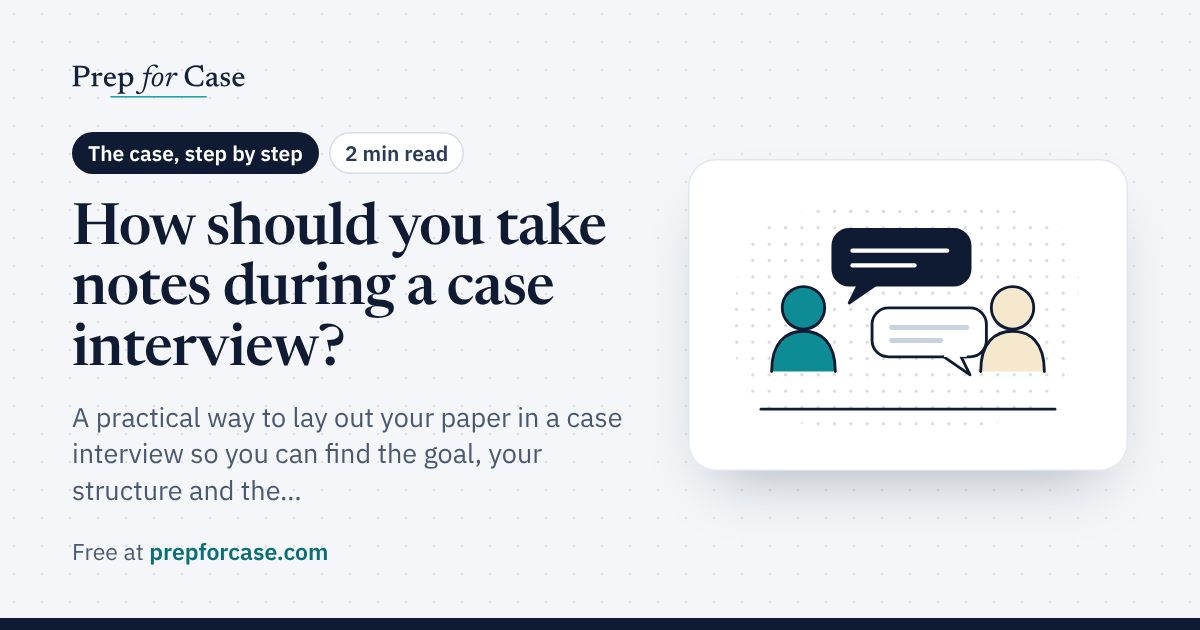 Prep for Case
The case, step by step
2 min read
How should you take
notes during a case
interview?
A practical way to lay out your paper in a case
interview so you can find the goal, your
structure and the...
Free at prepforcase.com